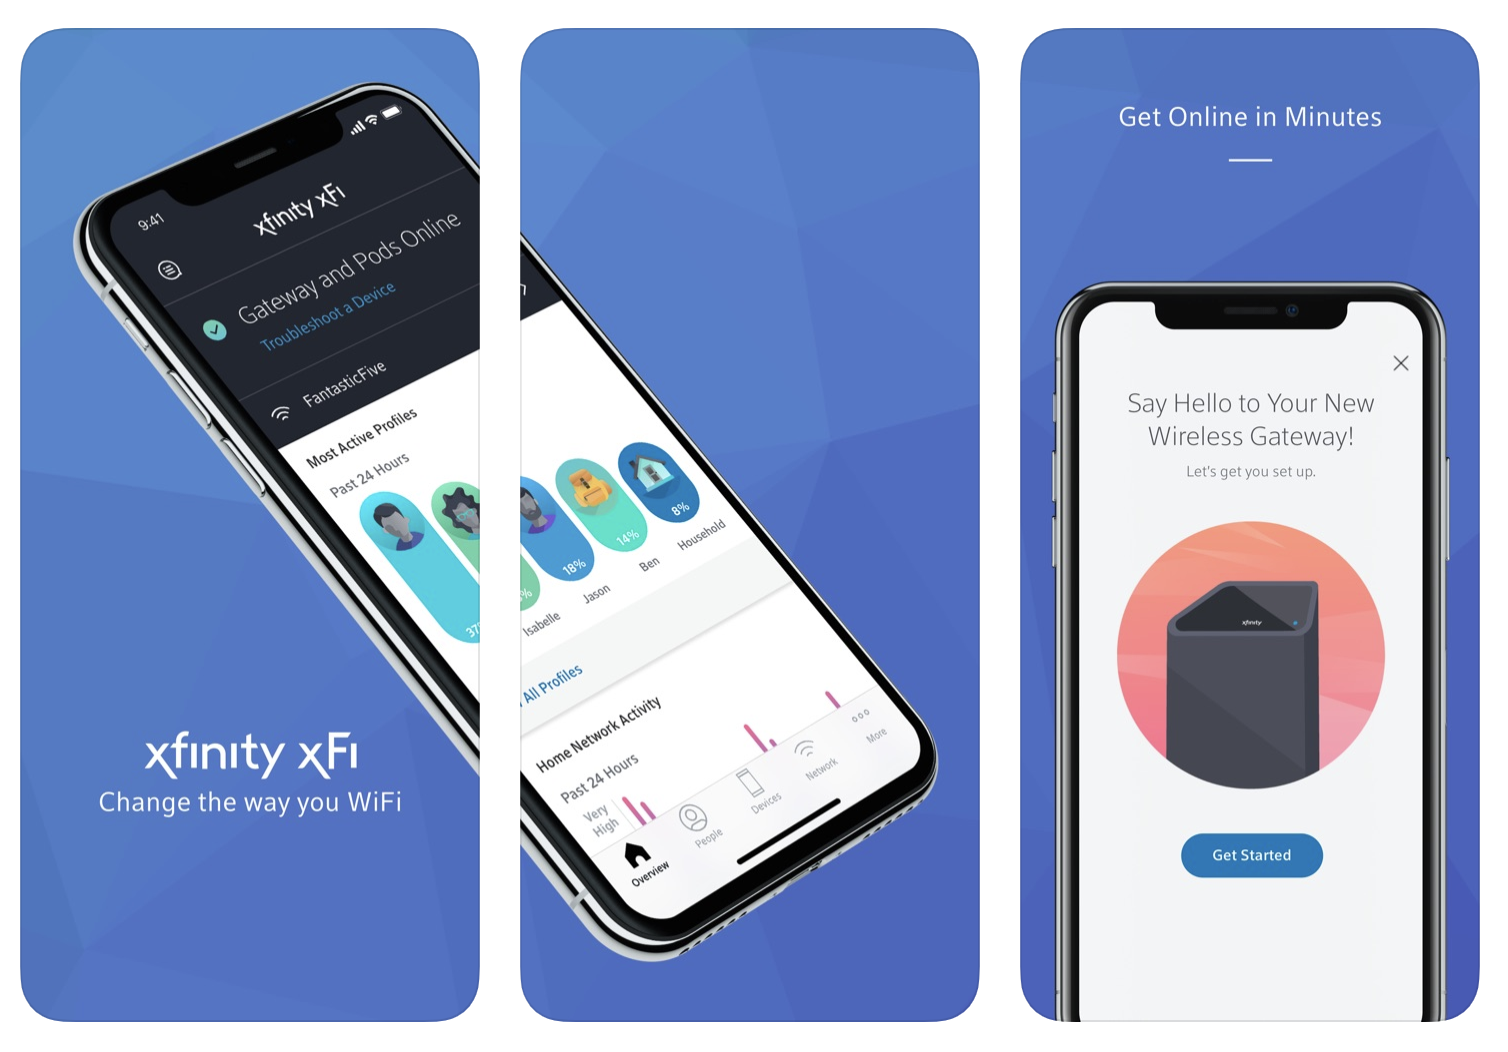 9:41
xfinity xFi
Gateway and Pods Online
Troubleshoot a Device
FantasticFive
Most Active Profiles
Past 24 Hours
37
xfinity xFi
Change the way you WiFi
%
18%
14%
8%
Isabelle
Jason
Ben
Household
All Profiles
Home Network Activity
Past 24 Hours
Very
High
Overview
People
Devices
Network
More
Get Online in Minutes
Say Hello to Your New
Wireless Gateway!
Let's get you set up.
xfinity
Get Started